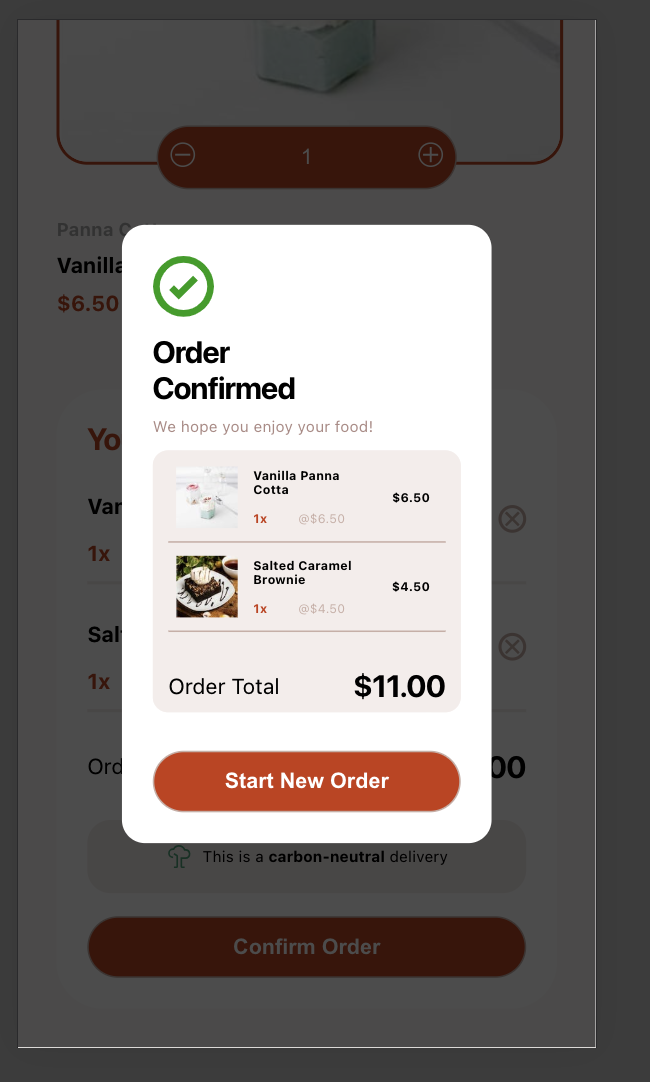 1
Panna
Vanilla
$6.50
Order
Confirmed
We hope you enjoy your food!
Vanilla Panna
Cotta
$6.50
1x @$6.50
Salted Caramel
Brownie
$4.50
1x @$4.50
Order Total $11.00
Start New Order
Yo
1x
1x
Ord 00
This is a carbon-neutral delivery
Confirm Order